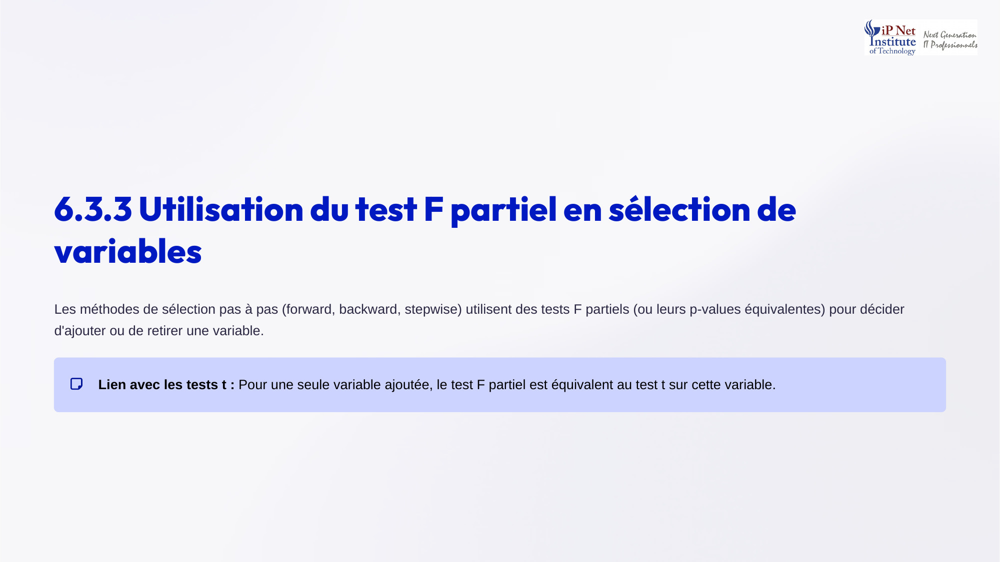 iP Net
Institute
of Technology
Next Generation
IT Professionnels
6.3.3 Utilisation du test F partiel en sélection de
variables
Les méthodes de sélection pas à pas (forward, backward, stepwise) utilisent des tests F partiels (ou leurs p-values équivalentes) pour décider
d'ajouter ou de retirer une variable.
Lien avec les tests t : Pour une seule variable ajoutée, le test F partiel est équivalent au test t sur cette variable.